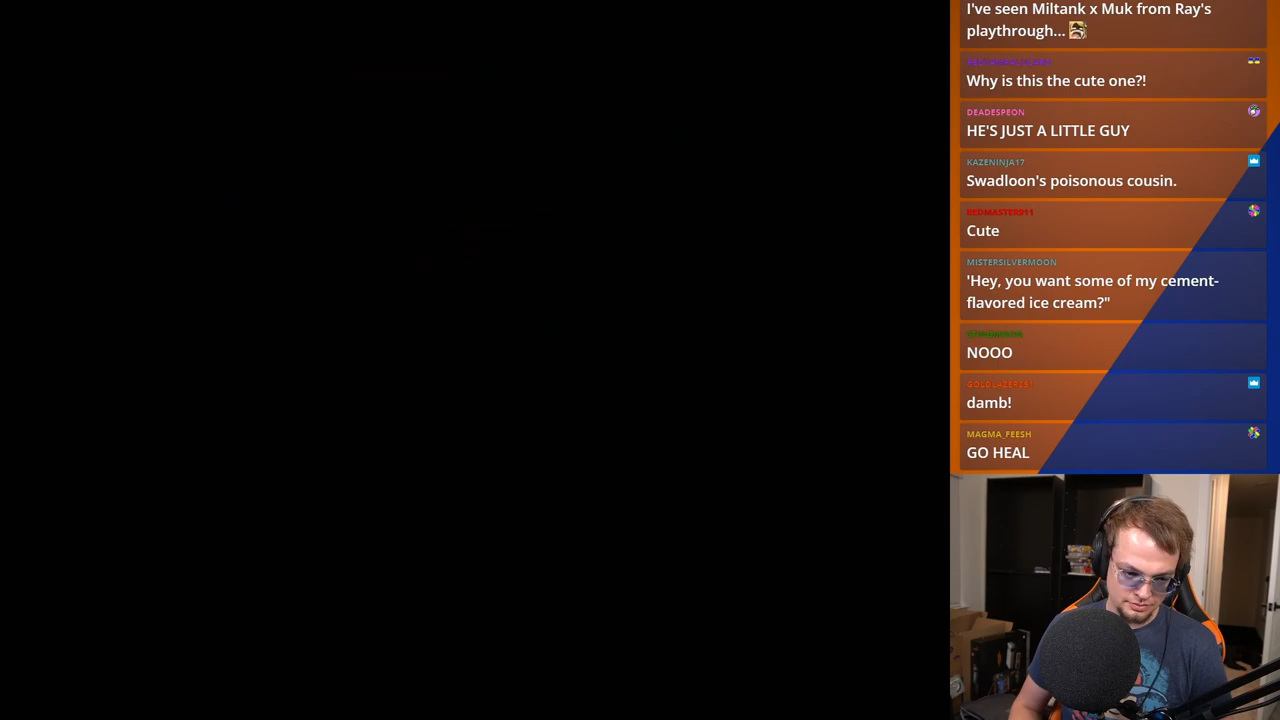 I've seen Miltank x Muk from Ray's
playthrough...
Why is this the cute one?!
DEADESPEON
HE'S JUST A LITTLE GUY
KAZENINJA17
Swadloon's poisonous cousin.
REDMASTER911
Cute
MISTERSILVERMOON
'Hey, you want some of my cement-
flavored ice cream?"
NOOO
damb!
MAGMA_FEESH
GO HEAL